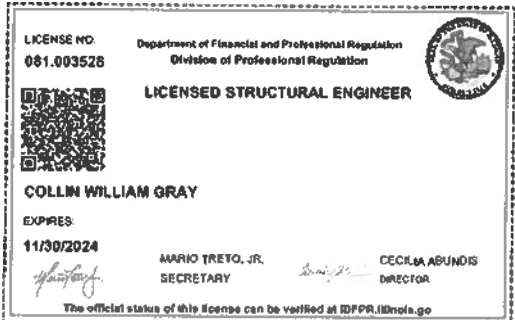 LICENSE NO.
081.003528
Department of Financial and Professional Regulation
Division of Professional Regulation
LICENSED STRUCTURAL ENGINEER
COLLIN WILLIAM GRAY
EXPIRES:
11/30/2024
MARIO TRETO, JR.
SECRETARY
CECILIA ABUNDIS
DIRECTOR
The official status of this license can be verified at IDFPR.Illinois.go